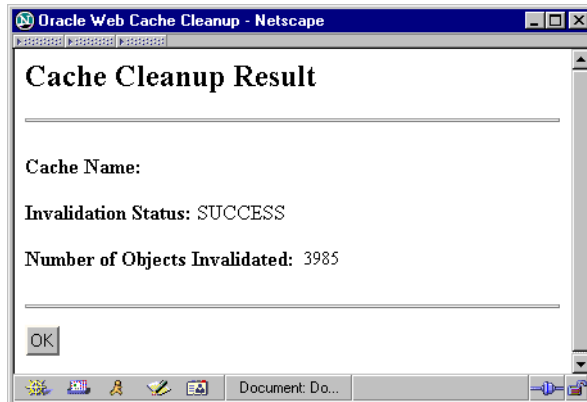 Oracle Web Cache Cleanup - Netscape
Cache Cleanup Result
Cache Name:
Invalidation Status: SUCCESS
Number of Objects Invalidated: 3985
OK
Document: Do...